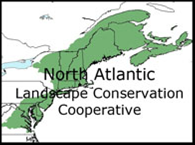 North Atlantic
Landscape Conservation
Cooperative